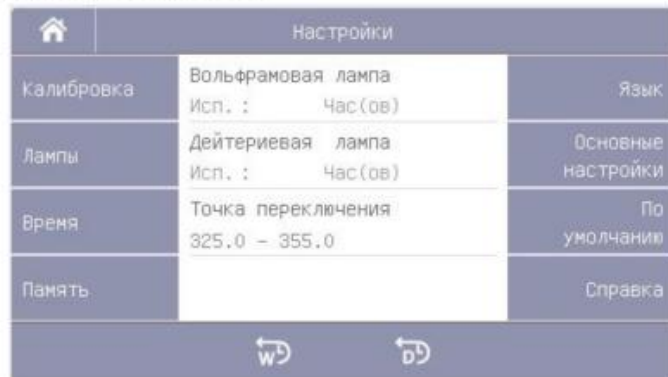 Настройки
Калибровка
Лампы
Время
Память
Вольфрамовая лампа
Исп. : Час(ов)
Дейтериевая лампа
Исп. : Час(ов)
Точка переключения
325.0 - 355.0
Язык
Основные
настройки
По
умолчанию
Справка
W
D